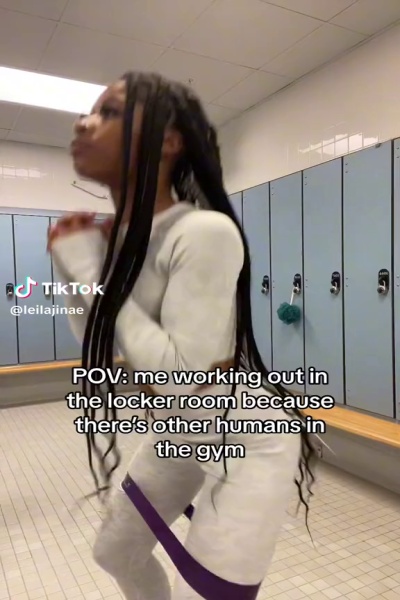 TikTok
@leilajinae
POV: me working out in
the locker room because
there's other humans in
the gym